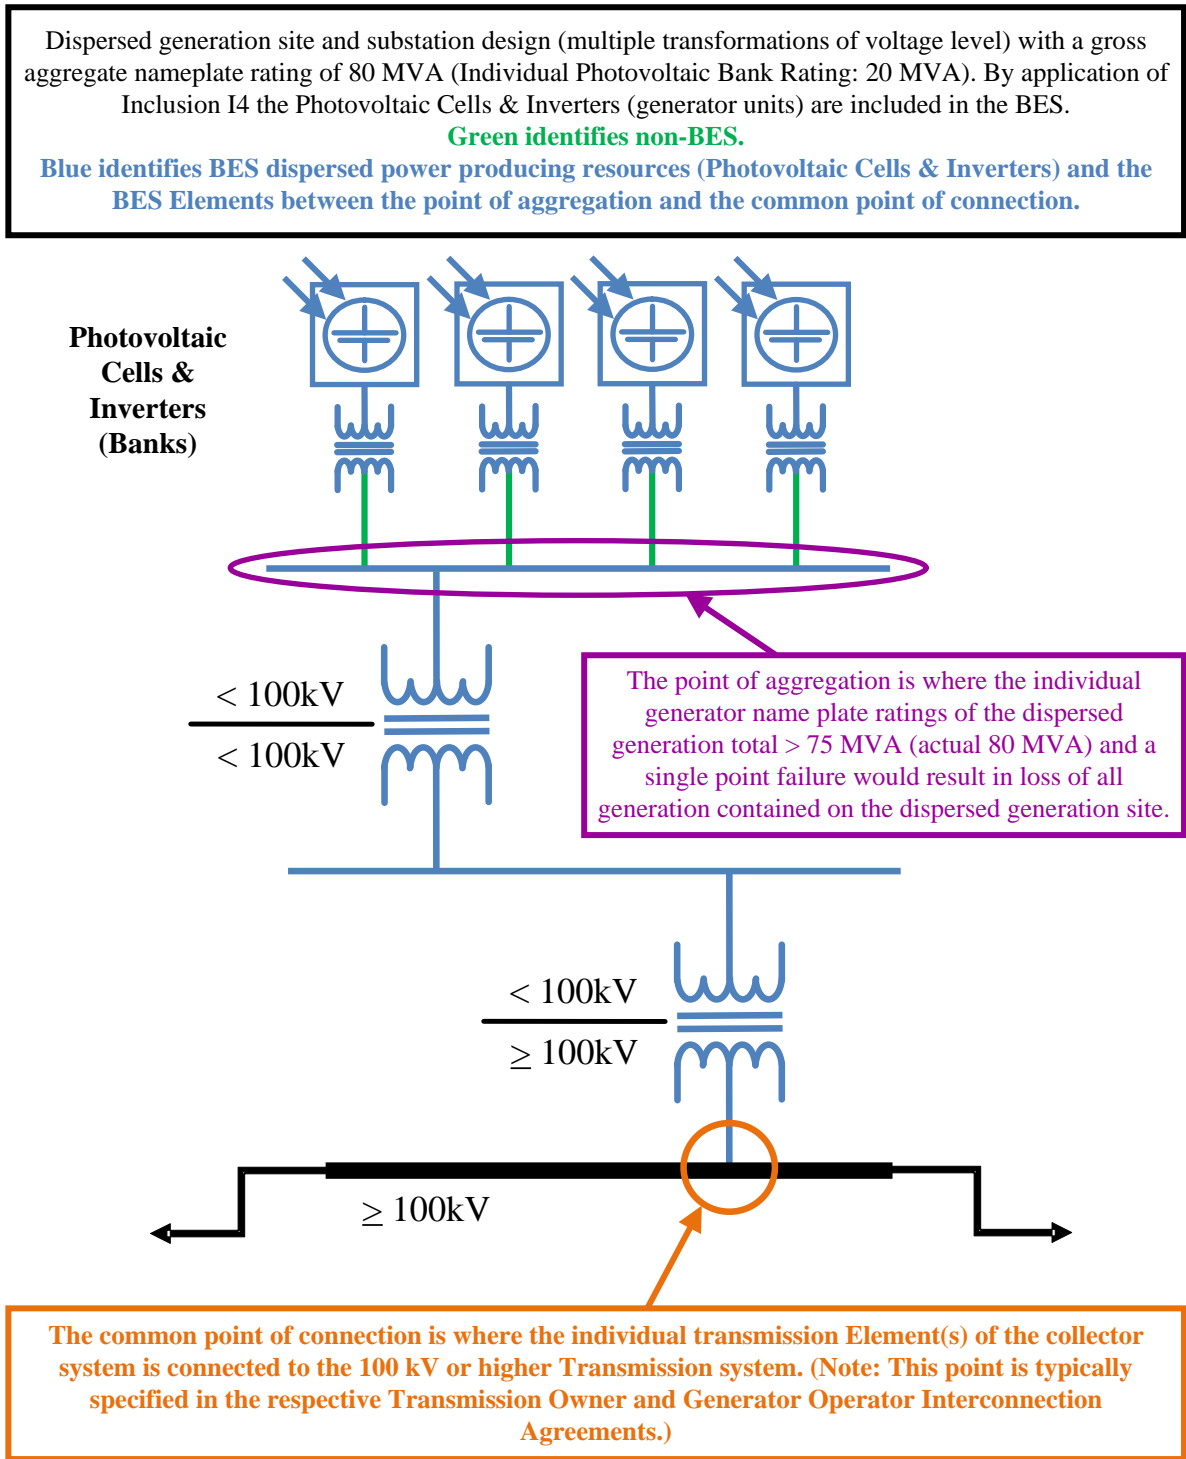 Dispersed generation site and substation design (multiple transformations of voltage level) with a gross
aggregate nameplate rating of 80 MVA (Individual Photovoltaic Bank Rating: 20 MVA). By application of
Inclusion I4 the Photovoltaic Cells & Inverters (generator units) are included in the BES.
Green identifies non-BES.
Blue identifies BES dispersed power producing resources (Photovoltaic Cells & Inverters) and the
BES Elements between the point of aggregation and the common point of connection.
Photovoltaic
Cells &
Inverters
(Banks)
< 100kV
< 100kV
The point of aggregation is where the individual
generator name plate ratings of the dispersed
generation total > 75 MVA (actual 80 MVA) and a
single point failure would result in loss of all
generation contained on the dispersed generation site.
< 100kV
≥ 100kV
≥ 100kV
The common point of connection is where the individual transmission Element(s) of the collector
system is connected to the 100 kV or higher Transmission system. (Note: This point is typically
specified in the respective Transmission Owner and Generator Operator Interconnection
Agreements.)